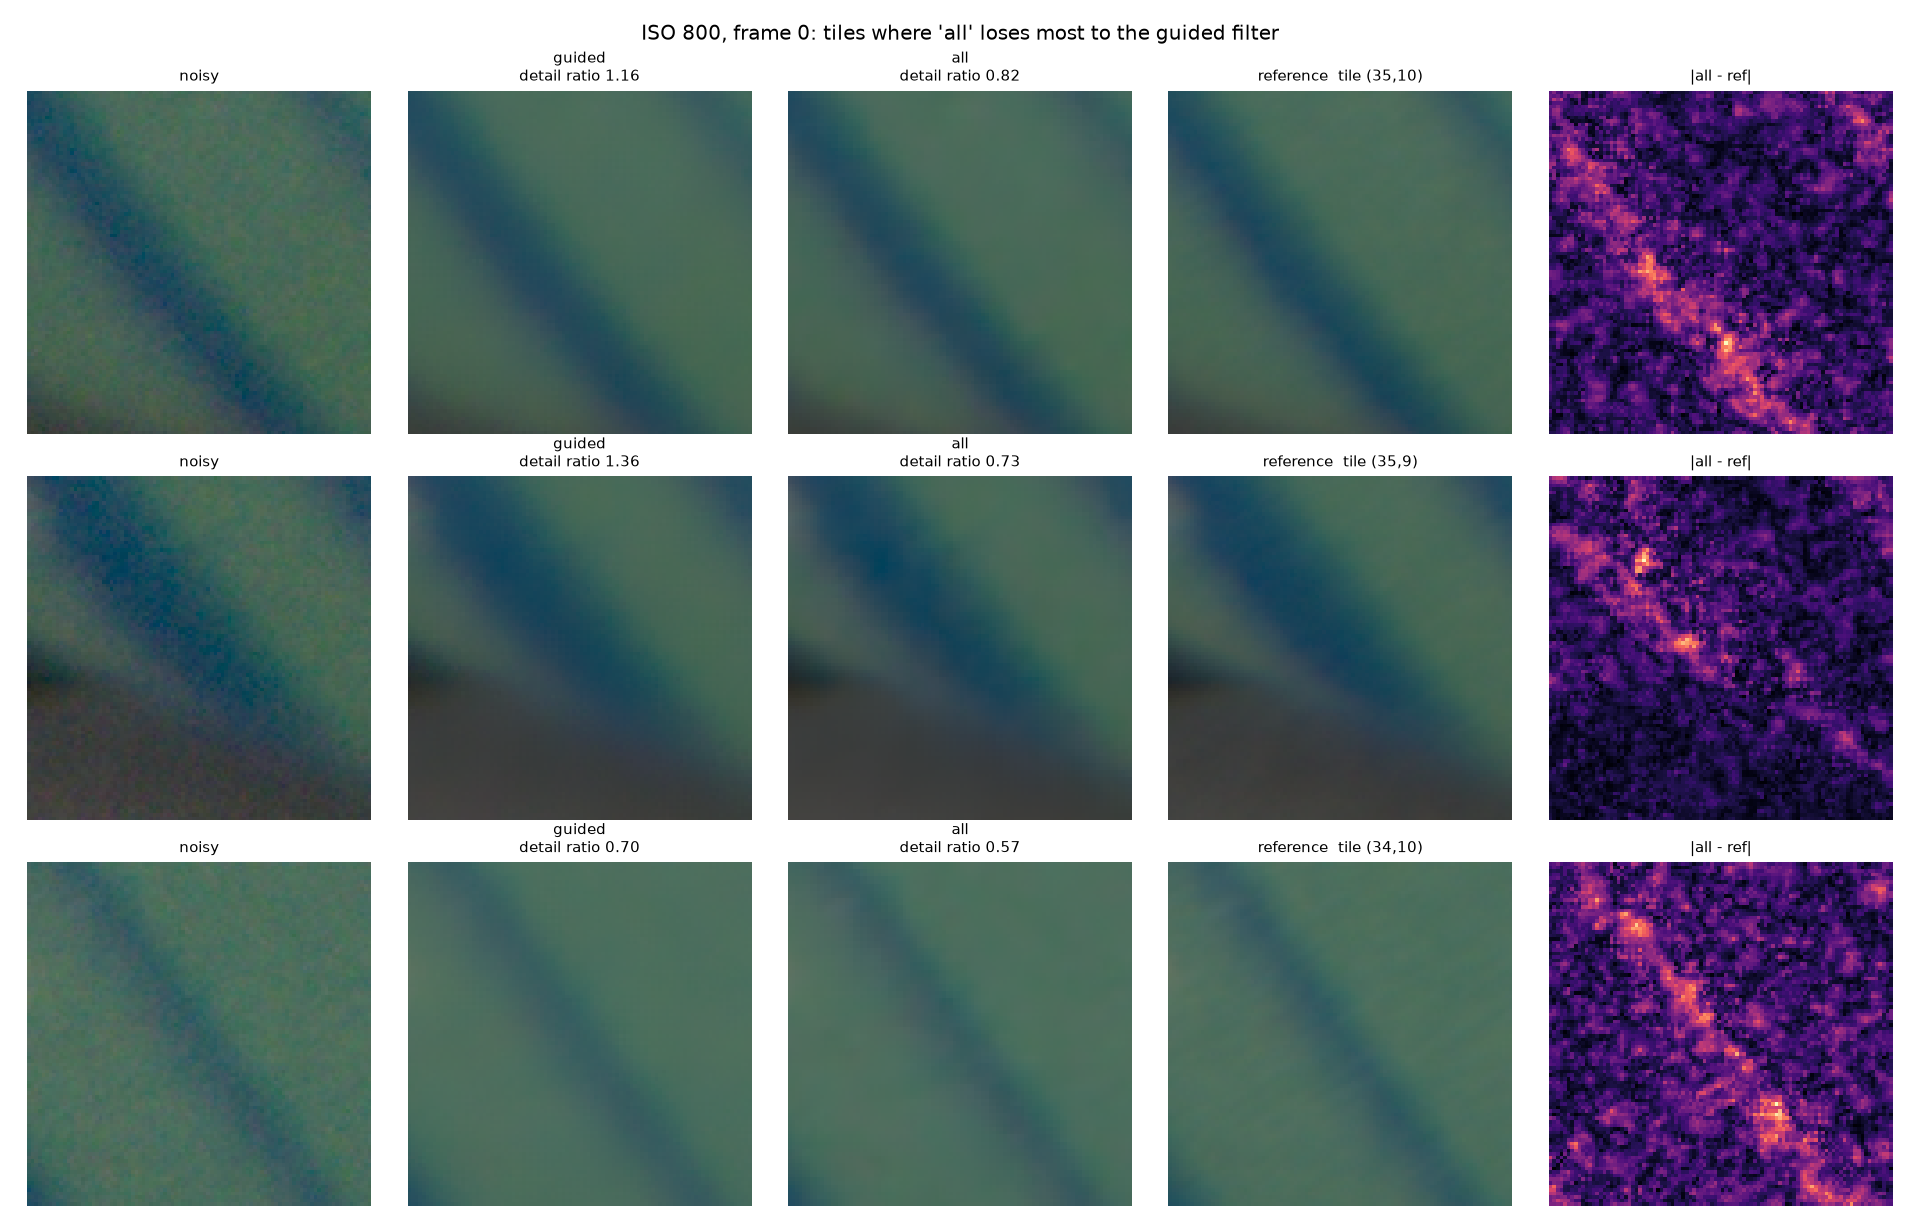 ISO 800, frame 0: tiles where 'all' loses most to the guided filter
noisy
guided
detail ratio 1.16
all
detail ratio 0.82
reference  tile (35,10)
|all - ref|
noisy
guided
detail ratio 1.36
all
detail ratio 0.73
reference  tile (35,9)
|all - ref|
noisy
guided
detail ratio 0.70
all
detail ratio 0.57
reference  tile (34,10)
|all - ref|